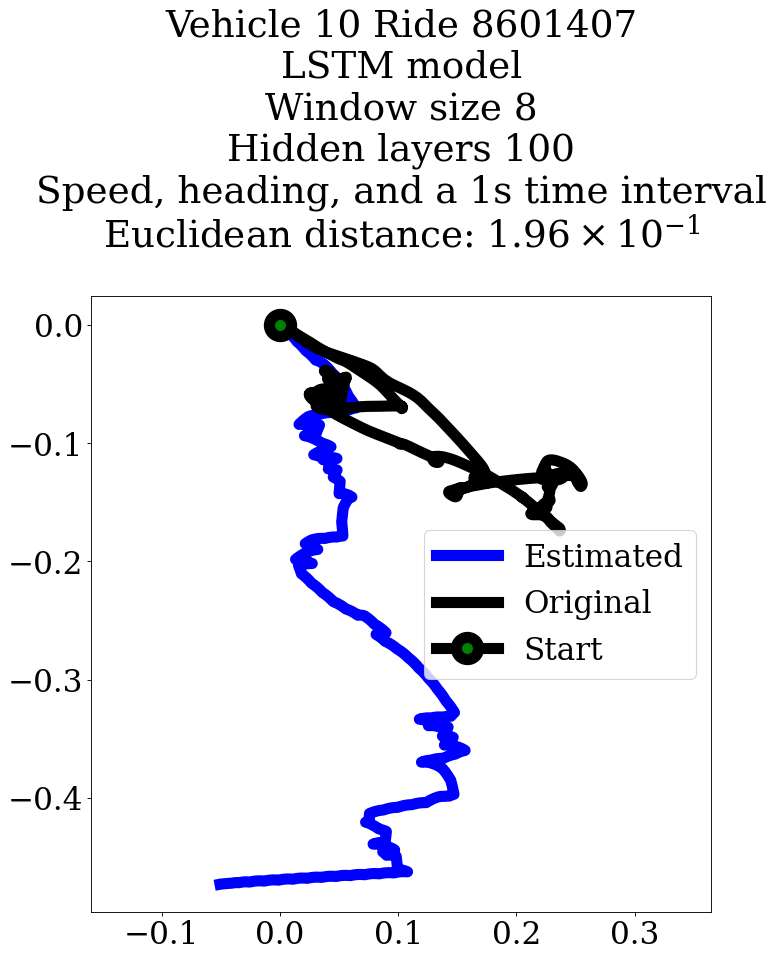 Vehicle 10 Ride 8601407
LSTM model
Window size 8
Hidden layers 100
Speed, heading, and a 1s time interval
Euclidean distance: 1.96 × 10⁻¹
0.0
−0.1
−0.2
−0.3
−0.4
Estimated
Original
Start
−0.1 0.0 0.1 0.2 0.3